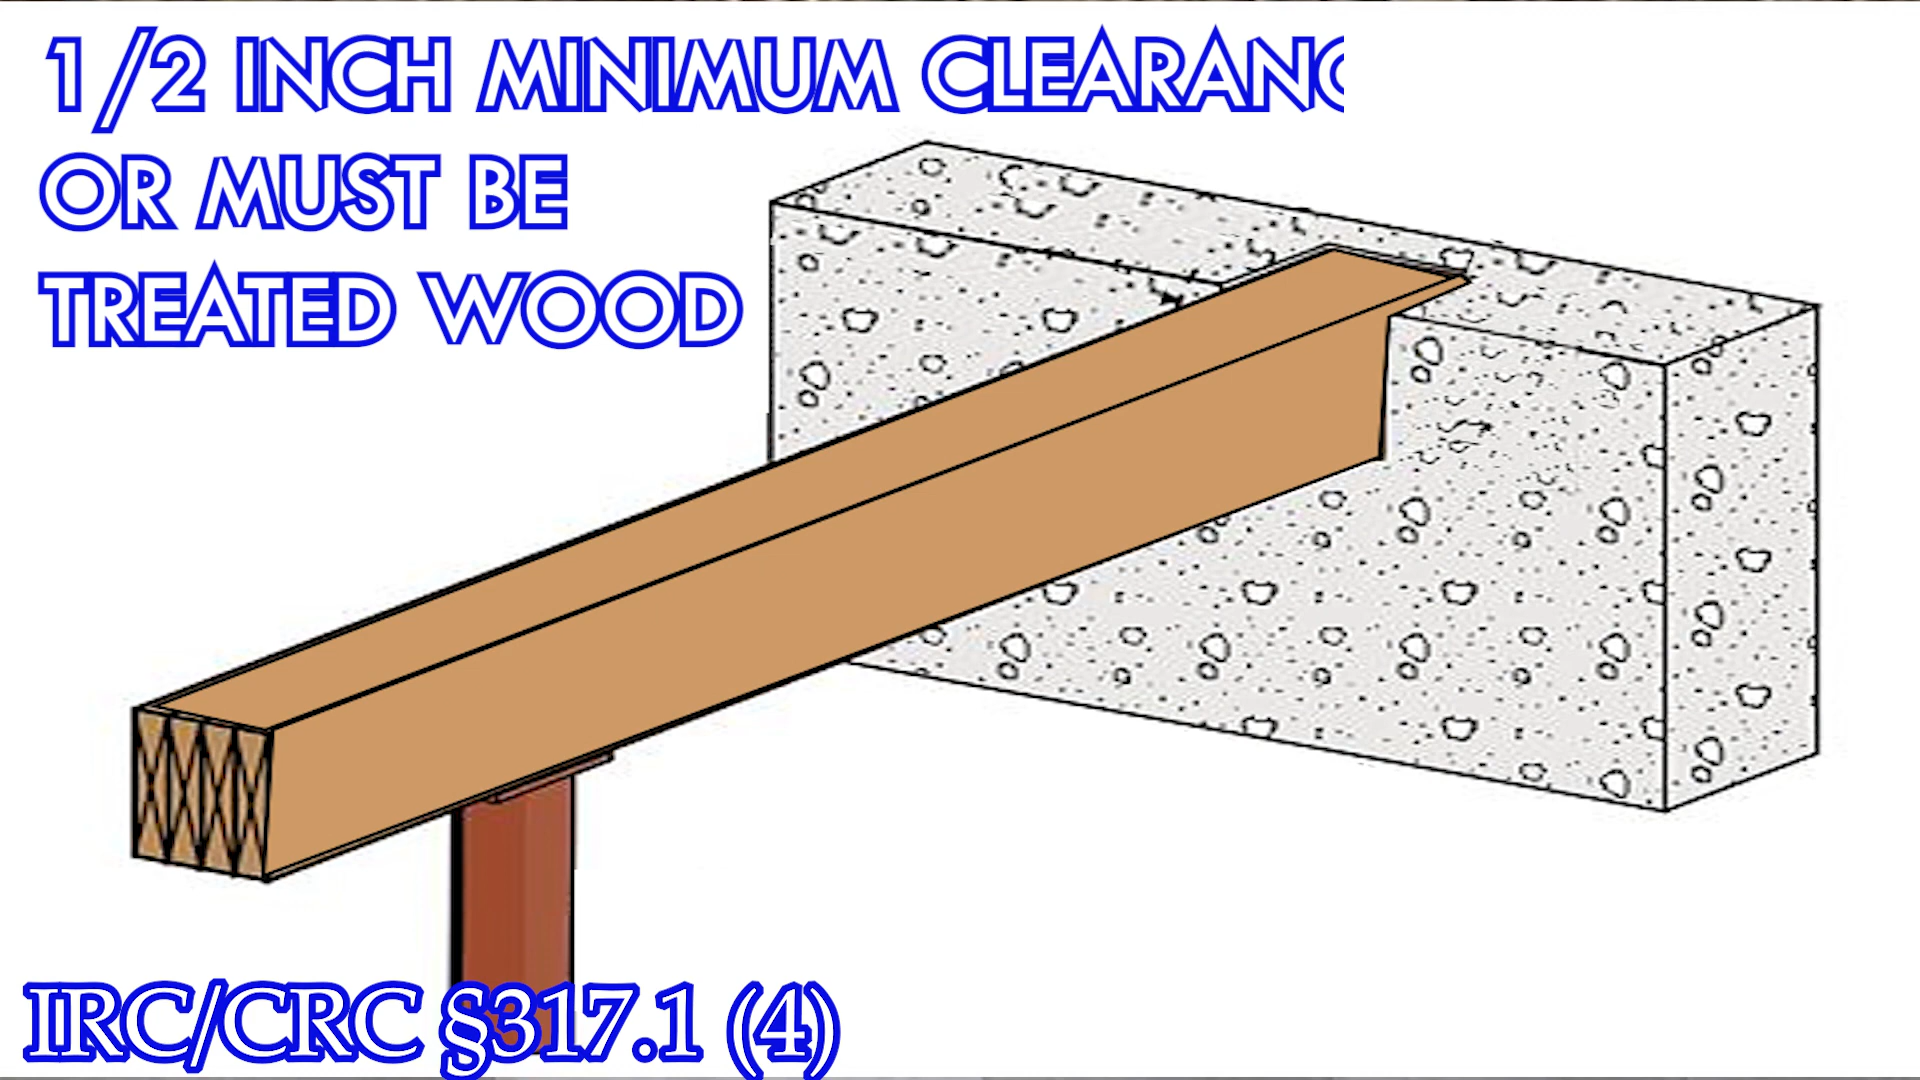 1/2 INCH MINIMUM CLEARANC
OR MUST BE
TREATED WOOD
IRC/CRC §317.1 (4)